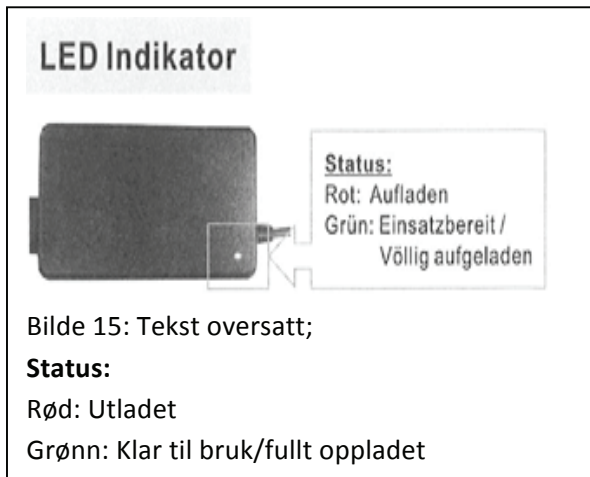 LED Indikator
Status:
Rot: Aufladen
Grün: Einsatzbereit /
Völlig aufgeladen
Bilde 15: Tekst oversatt;
Status:
Rød: Utladet
Grønn: Klar til bruk/fullt oppladet